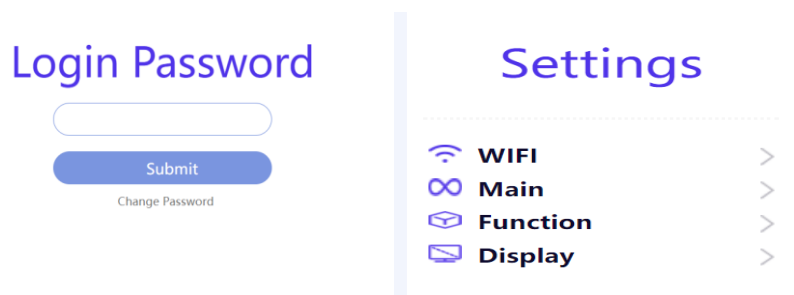 Login Password
Submit
Change Password
Settings
WIFI
Main
Function
Display